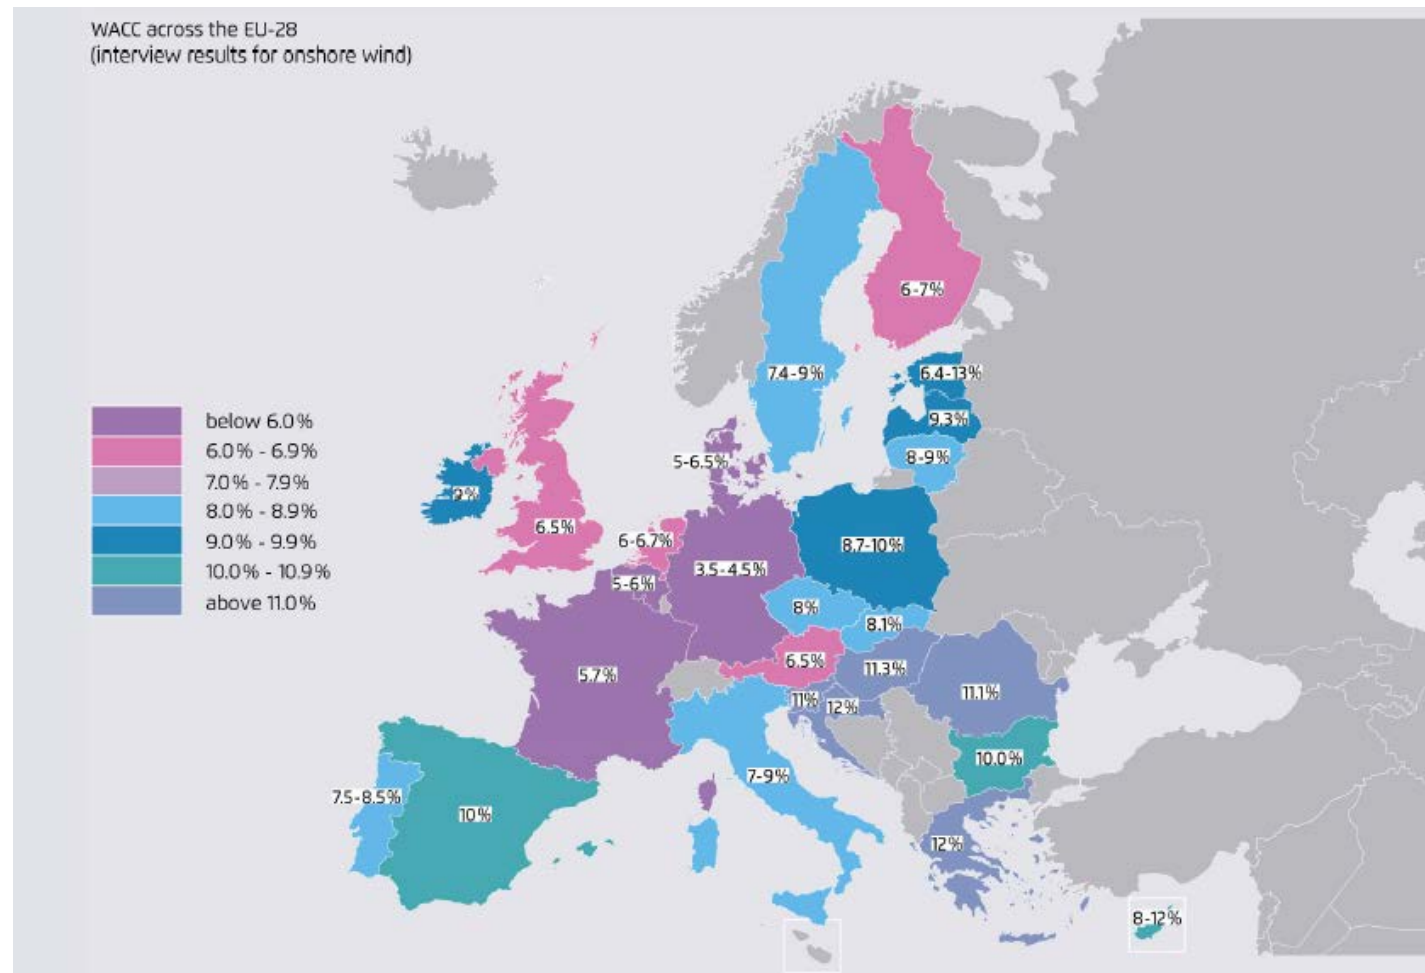 WACC across the EU-28
(interview results for onshore wind)
6-7%
7.4-9%
6.4-13%
9.3%
8-9%
below 6.0%
6.0% - 6.9%
7.0% - 7.9%
8.0% - 8.9%
9.0% - 9.9%
10.0% - 10.9%
above 11.0%
5-6.5%
9%
6.5%
6-6.7%
8.7-10%
3.5-4.5%
5-6%
8%
8.1%
6.5%
11.3%
5.7%
11.1%
11%
12%
10.0%
7-9%
7.5-8.5%
10%
12%
8-12%